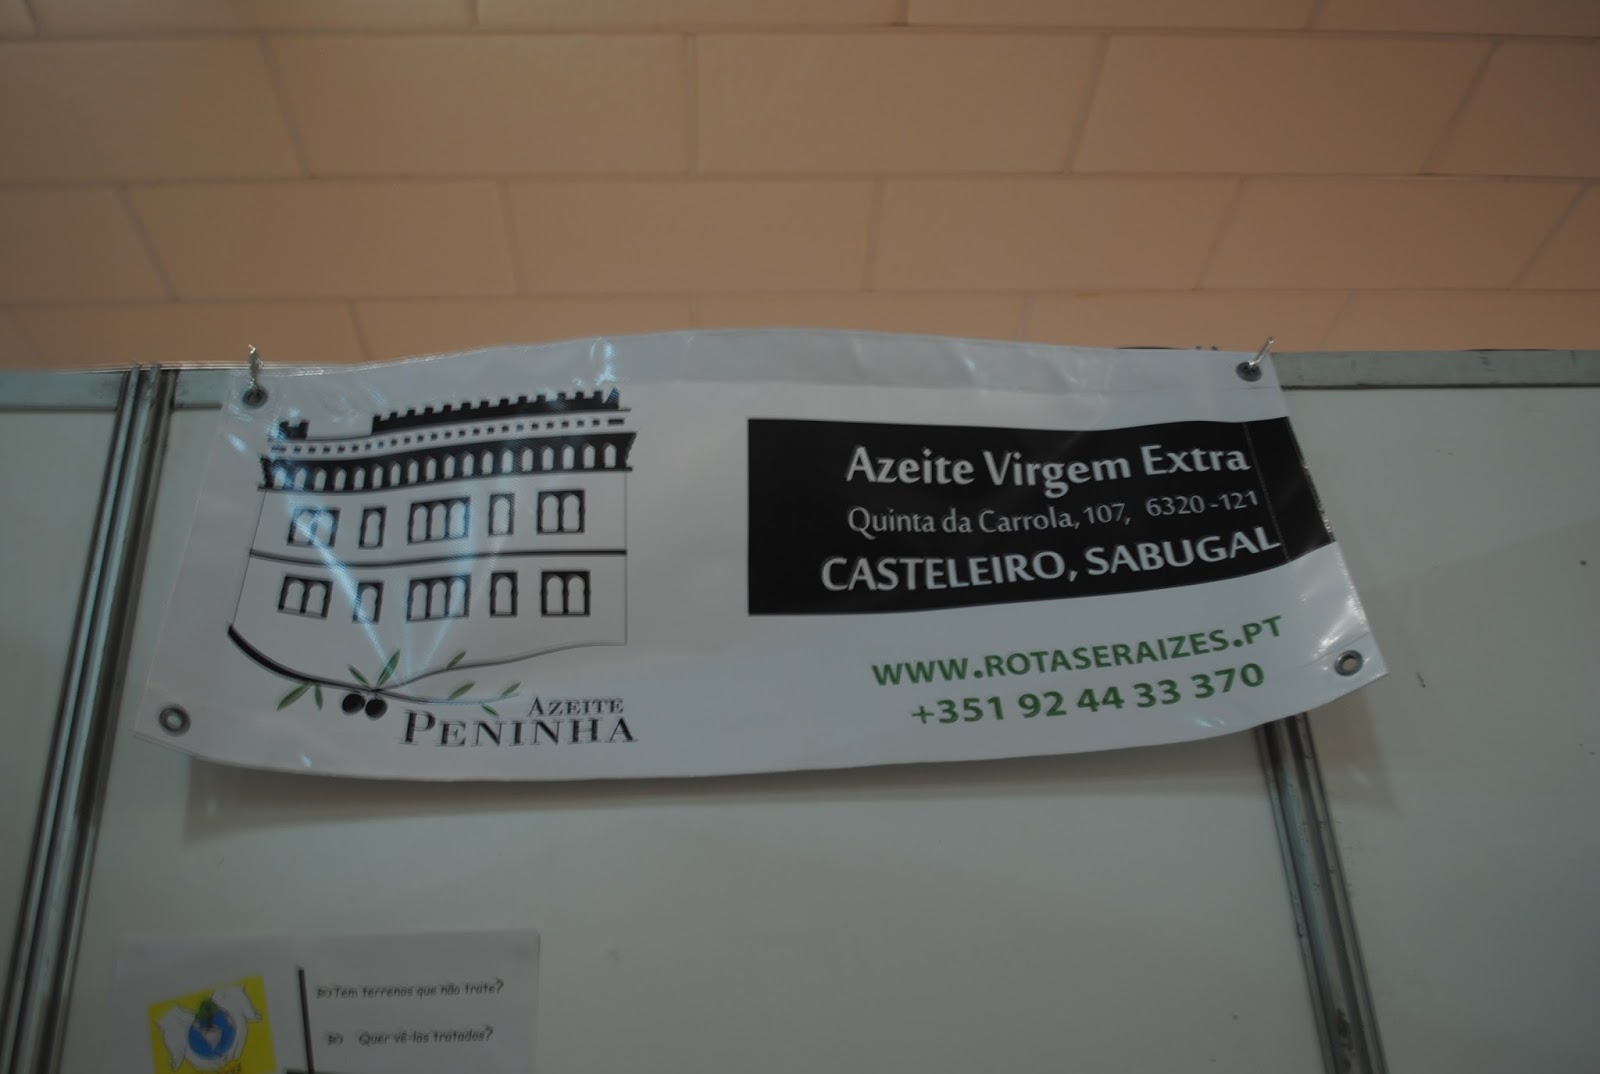 Azeite Virgem Extra
Quinta da Carrola, 107, 6320-121
CASTELEIRO, SABUGAL
WWW.ROTASERAIZES.PT
+351 92 44 33 370
AZEITE
PENINHA
Tem terrenos que não trate?
Quer vê-los tratados?